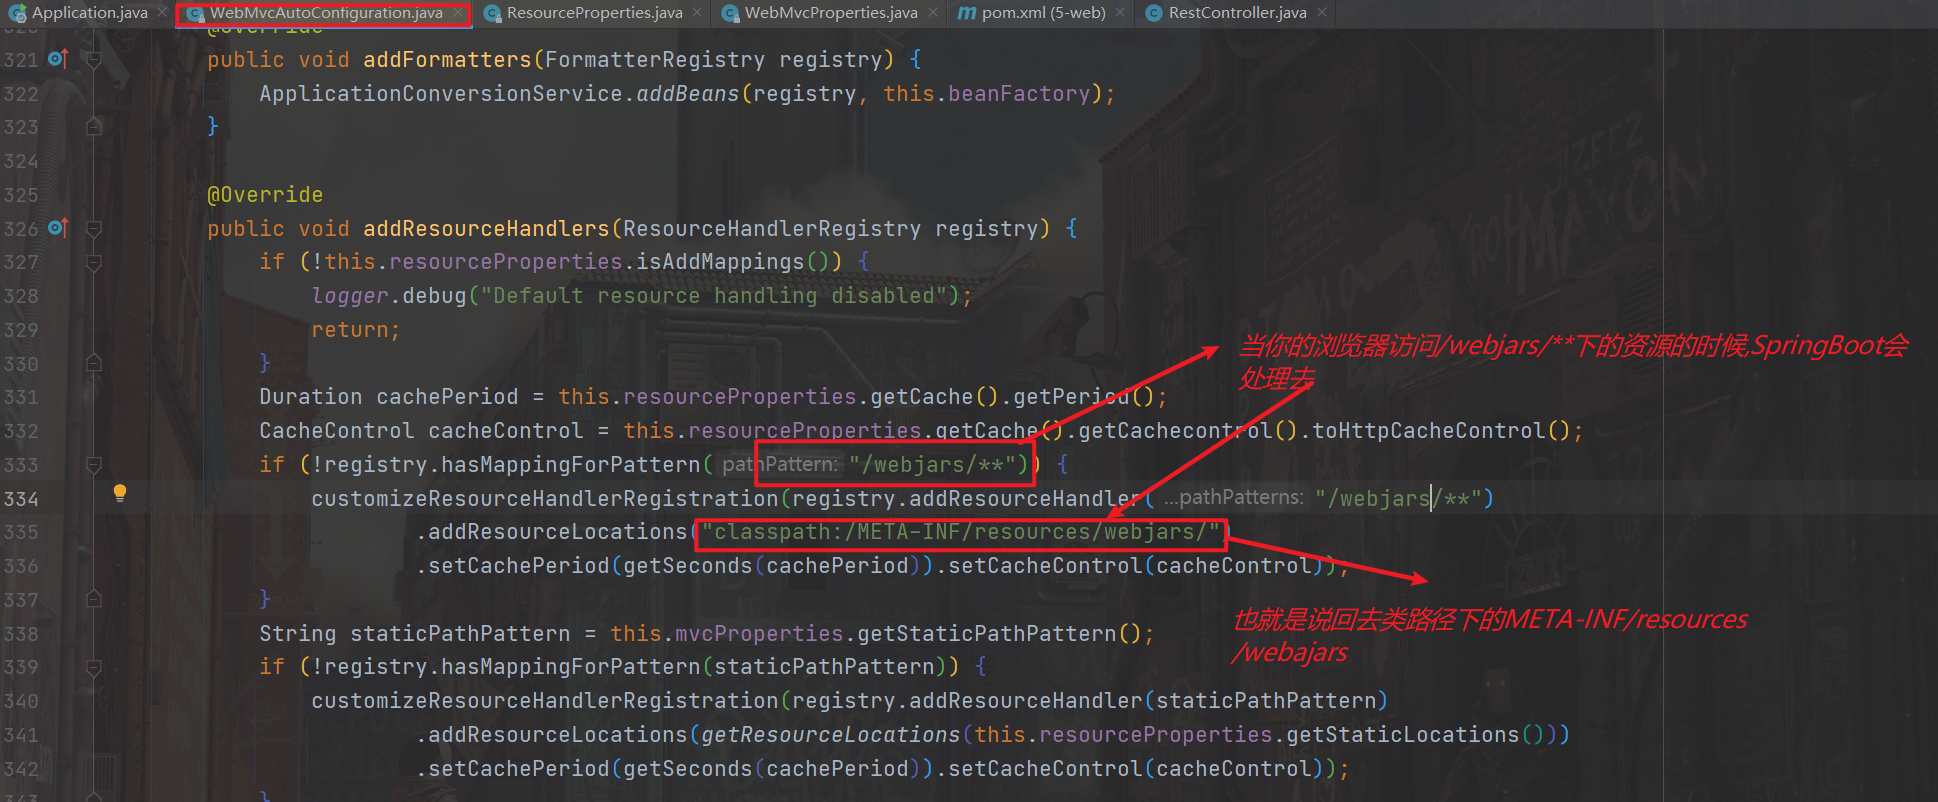 Application.java
WebMvcAutoConfiguration.java
ResourceProperties.java
WebMvcProperties.java
pom.xml (5-web)
RestController.java
@Override
321 public void addFormatters(FormatterRegistry registry) {
322 ApplicationConversionService.addBeans(registry, this.beanFactory);
323 }
324
325 @Override
326 public void addResourceHandlers(ResourceHandlerRegistry registry) {
327 if (!this.resourceProperties.isAddMappings()) {
328 logger.debug("Default resource handling disabled");
329 return;
330 }
331 Duration cachePeriod = this.resourceProperties.getCache().getPeriod();
332 CacheControl cacheControl = this.resourceProperties.getCache().getCachecontrol().toHttpCacheControl();
333 if (!registry.hasMappingForPattern( pathPattern: "/webjars/**")) {
334 customizeResourceHandlerRegistration(registry.addResourceHandler( ...pathPatterns: "/webjars/**")
335 .addResourceLocations("classpath:/META-INF/resources/webjars/")
336 .setCachePeriod(getSeconds(cachePeriod)).setCacheControl(cacheControl));
337 }
338 String staticPathPattern = this.mvcProperties.getStaticPathPattern();
339 if (!registry.hasMappingForPattern(staticPathPattern)) {
340 customizeResourceHandlerRegistration(registry.addResourceHandler(staticPathPattern)
341 .addResourceLocations(getResourceLocations(this.resourceProperties.getStaticLocations()))
342 .setCachePeriod(getSeconds(cachePeriod)).setCacheControl(cacheControl));
343 }
当你的浏览器访问/webjars/**下的资源的时候,SpringBoot会
处理去
也就是说回去类路径下的META-INF/resources
/webajars